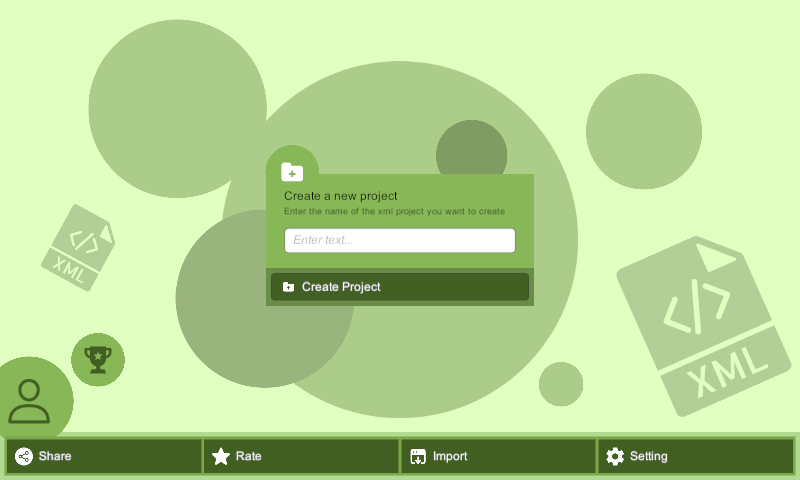 Create a new project
Enter the name of the xml project you want to create
Enter text...
Create Project
XML
XML
Share
Rate
Import
Setting